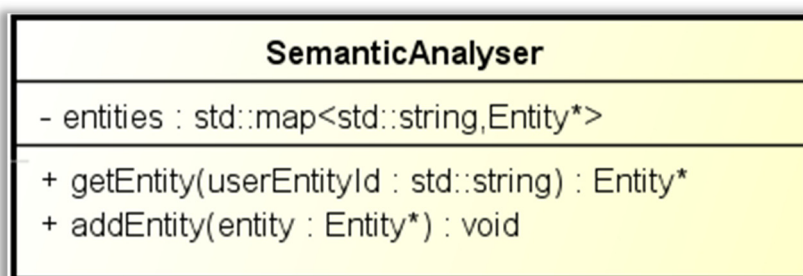 SemanticAnalyser
- entities : std::map<std::string,Entity*>
+ getEntity(userEntityId : std::string) : Entity*
+ addEntity(entity : Entity*) : void